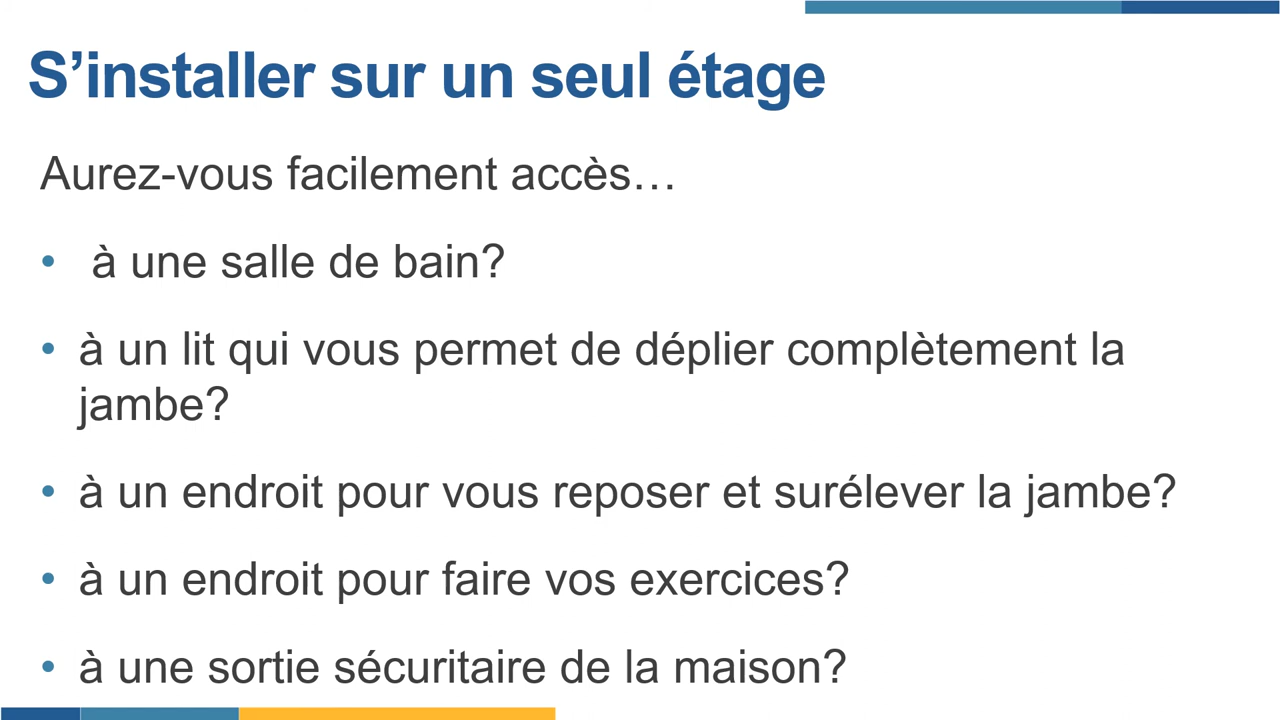 S’installer sur un seul étage
Aurez-vous facilement accès…
• à une salle de bain?
• à un lit qui vous permet de déplier complètement la
jambe?
• à un endroit pour vous reposer et surélever la jambe?
• à un endroit pour faire vos exercices?
• à une sortie sécuritaire de la maison?